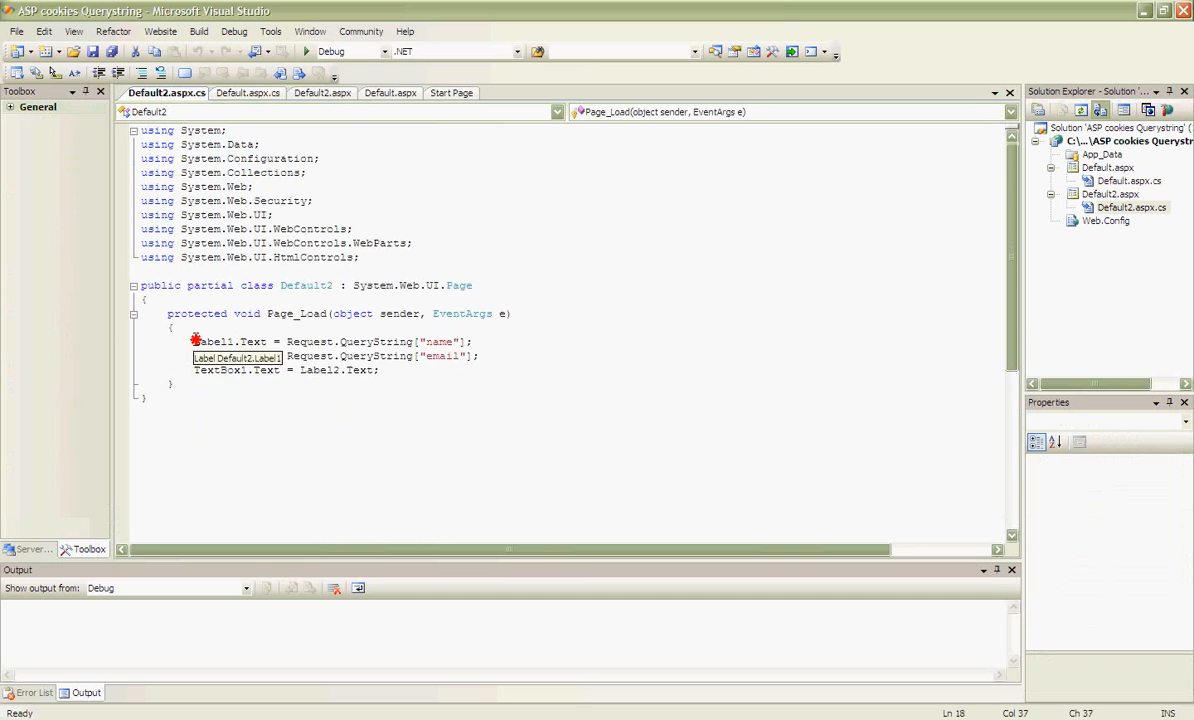 ASP cookies Querystring - Microsoft Visual Studio
File Edit View Refactor Website Build Debug Tools Window Community Help
Debug .NET
Toolbox
General
Default2.aspx.cs Default.aspx.cs Default2.aspx Default.aspx Start Page
Default2 Page_Load(object sender, EventArgs e)
using System;
using System.Data;
using System.Configuration;
using System.Collections;
using System.Web;
using System.Web.Security;
using System.Web.UI;
using System.Web.UI.WebControls;
using System.Web.UI.WebControls.WebParts;
using System.Web.UI.HtmlControls;
public partial class Default2 : System.Web.UI.Page
{
protected void Page_Load(object sender, EventArgs e)
{
Label1.Text = Request.QueryString["name"];
Label Default2.Label1 Request.QueryString["email"];
TextBox1.Text = Label2.Text;
}
}
Solution Explorer - Solution '...
Solution 'ASP cookies Querystring' (
C:\...\ASP cookies Querystr
App_Data
Default.aspx
Default.aspx.cs
Default2.aspx
Default2.aspx.cs
Web.Config
Properties
Server... Toolbox
Output
Show output from: Debug
Error List Output
Ready Ln 18 Col 37 Ch 37 INS